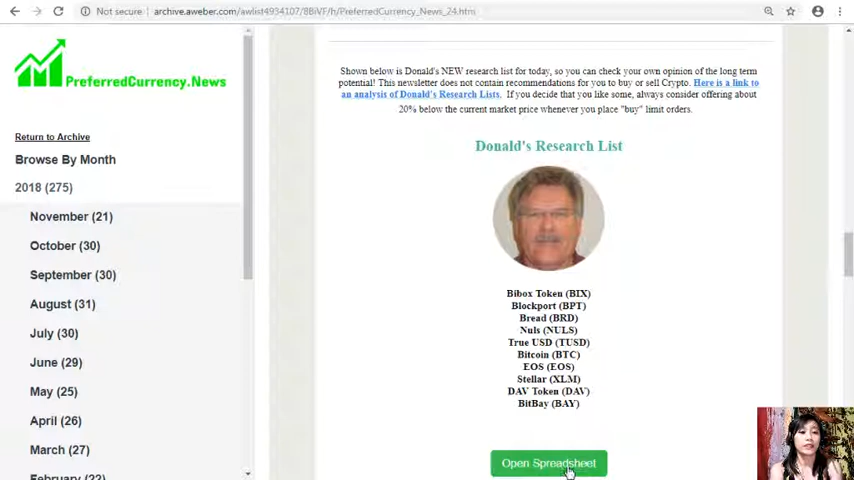 Not secure | archive.aweber.com/awlist4934107/8BiVF/h/PreferredCurrency_News_24.htm
PreferredCurrency.News
Return to Archive
Browse By Month
2018 (275)
November (21)
October (30)
September (30)
August (31)
July (30)
June (29)
May (25)
April (26)
March (27)
February (22)
Shown below is Donald's NEW research list for today, so you can check your own opinion of the long term
potential! This newsletter does not contain recommendations for you to buy or sell Crypto. Here is a link to
an analysis of Donald's Research Lists. If you decide that you like some, always consider offering about
20% below the current market price whenever you place "buy" limit orders.
Donald's Research List
Bibox Token (BIX)
Blockport (BPT)
Bread (BRD)
Nuls (NULS)
True USD (TUSD)
Bitcoin (BTC)
EOS (EOS)
Stellar (XLM)
DAV Token (DAV)
BitBay (BAY)
Open Spreadsheet